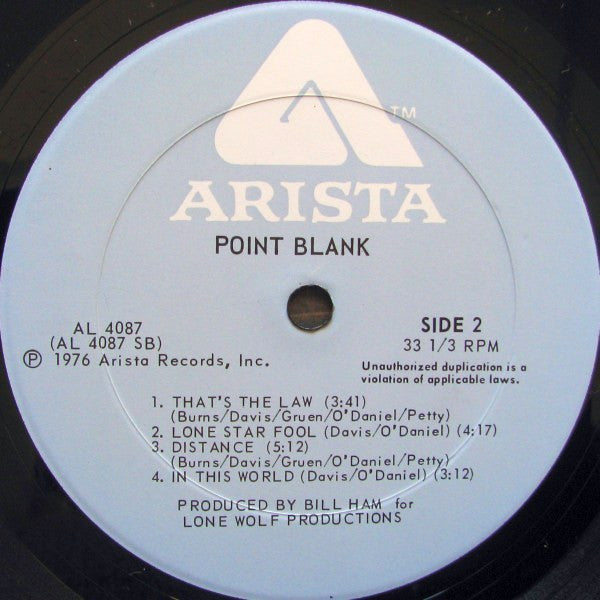 TM
ARISTA
POINT BLANK
AL 4087
(AL 4087 SB)
Ⓟ 1976 Arista Records, Inc.
SIDE 2
33 1/3 RPM
Unauthorized duplication is a
violation of applicable laws.
1. THAT'S THE LAW (3:41)
(Burns/Davis/Gruen/O'Daniel/Petty)
2. LONE STAR FOOL (Davis/O'Daniel) (4:17)
3. DISTANCE (5:12)
(Burns/Davis/Gruen/O'Daniel/Petty)
4. IN THIS WORLD (Davis/O'Daniel) (3:12)
PRODUCED BY BILL HAM for
LONE WOLF PRODUCTIONS